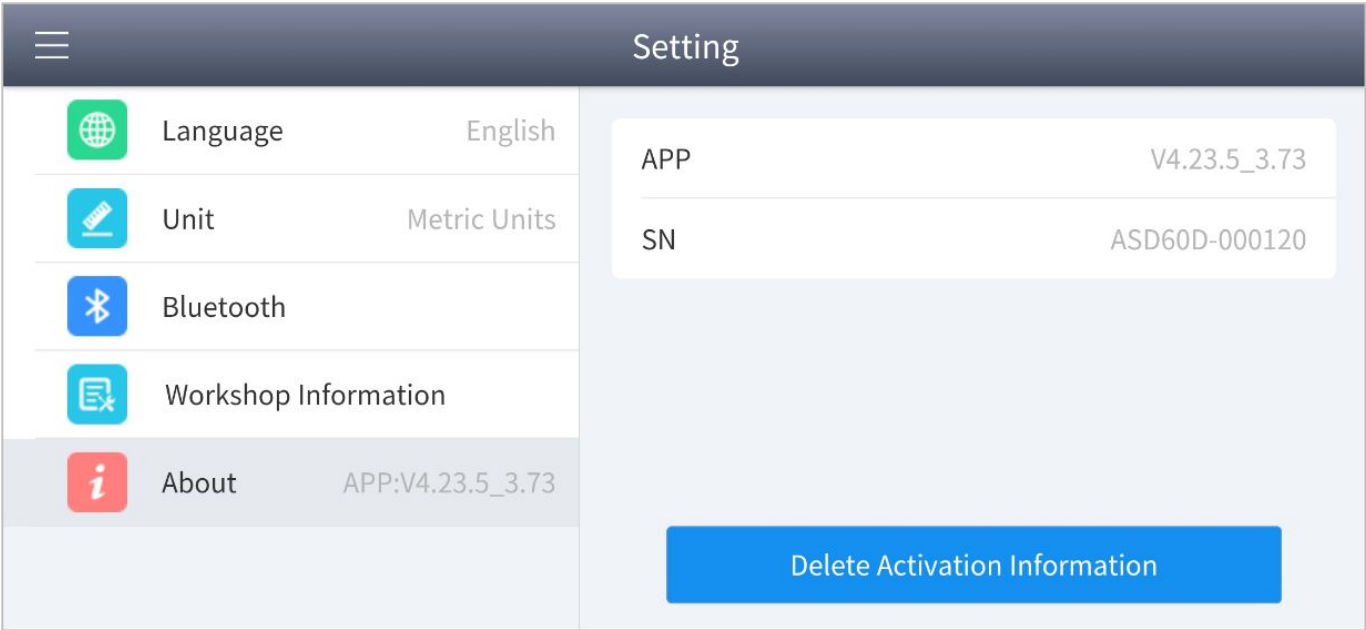 Setting
Language English
Unit Metric Units
Bluetooth
Workshop Information
About APP:V4.23.5_3.73
APP V4.23.5_3.73
SN ASD60D-000120
Delete Activation Information